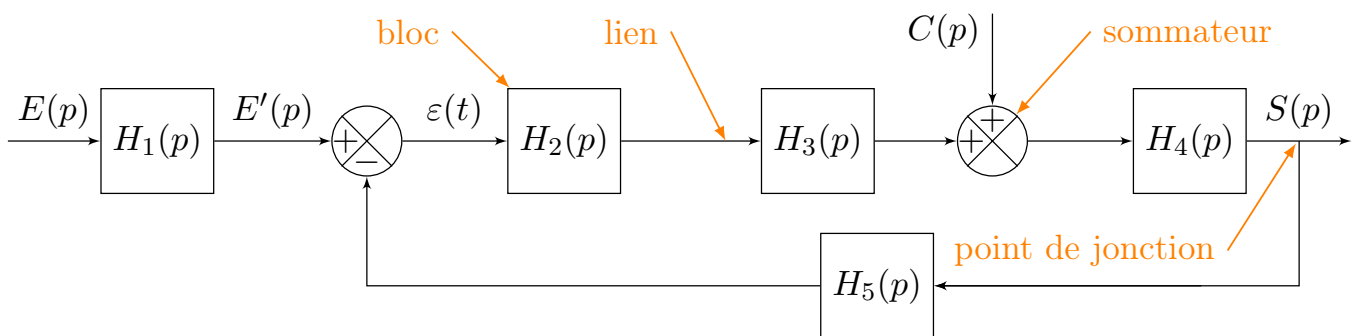 bloc
lien
C(p)
sommateur
E(p)
H₁(p)
E′(p)
+
−
ε(t)
H₂(p)
H₃(p)
+
+
H₄(p)
S(p)
point de jonction
H₅(p)